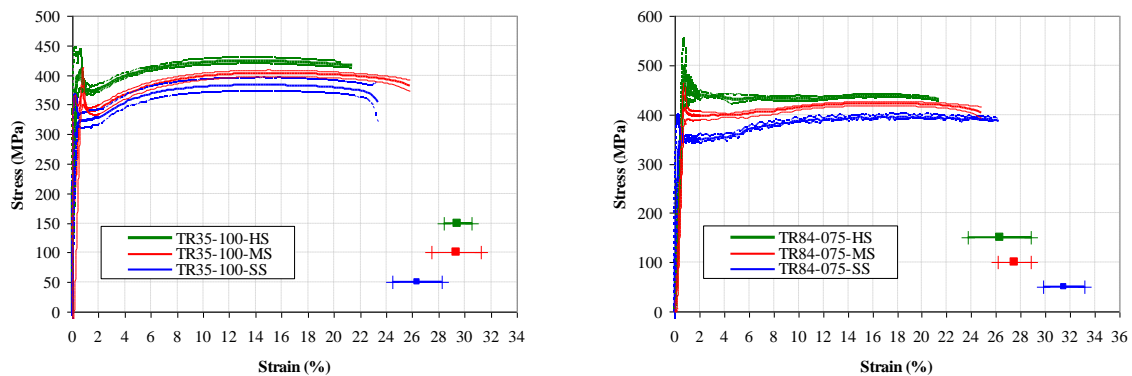 500
450
400
350
300
250
200
150
100
50
0
Stress (MPa)
TR35-100-HS
TR35-100-MS
TR35-100-SS
0 2 4 6 8 10 12 14 16 18 20 22 24 26 28 30 32 34
Strain (%)
600
500
400
300
200
100
0
Stress (MPa)
TR84-075-HS
TR84-075-MS
TR84-075-SS
0 2 4 6 8 10 12 14 16 18 20 22 24 26 28 30 32 34 36
Strain (%)